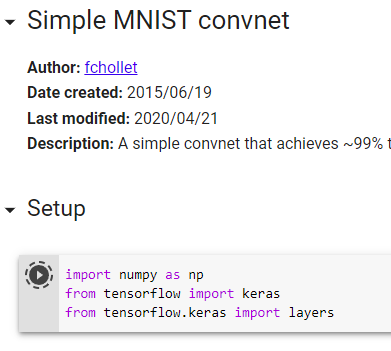 Simple MNIST convnet
Author: fchollet
Date created: 2015/06/19
Last modified: 2020/04/21
Description: A simple convnet that achieves ~99% t
Setup
import numpy as np
from tensorflow import keras
from tensorflow.keras import layers